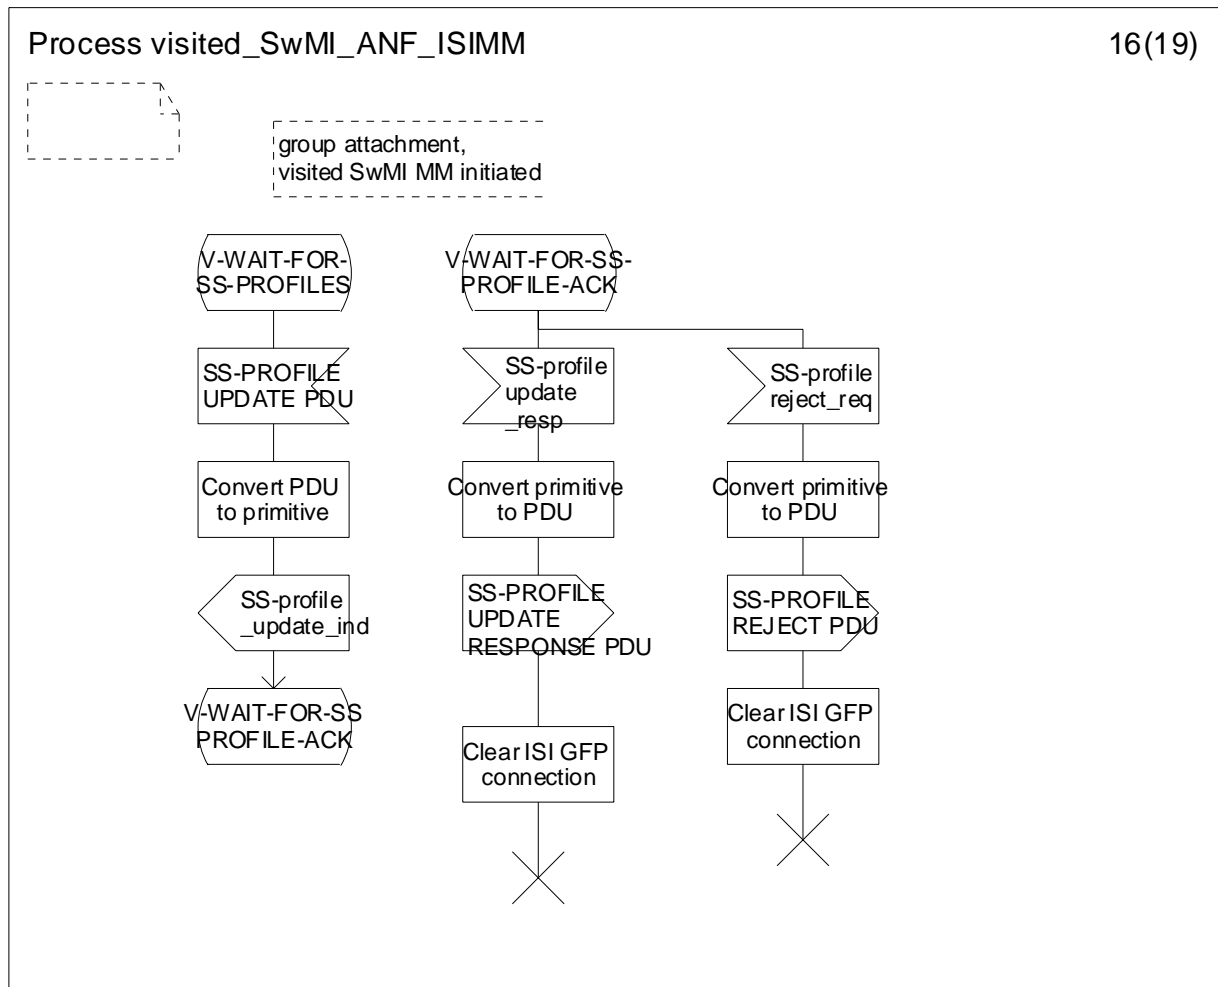 Process visited_SwMI_ANF_ISIMM
16(19)
group attachment,
visited SwMI MM initiated
V-WAIT-FOR-
SS-PROFILES
SS-PROFILE
UPDATE PDU
Convert PDU
to primitive
SS-profile
_update_ind
V-WAIT-FOR-SS
PROFILE-ACK
V-WAIT-FOR-SS-
PROFILE-ACK
SS-profile
update
_resp
Convert primitive
to PDU
SS-PROFILE
UPDATE
RESPONSE PDU
Clear ISI GFP
connection
SS-profile
reject_req
Convert primitive
to PDU
SS-PROFILE
REJECT PDU
Clear ISI GFP
connection